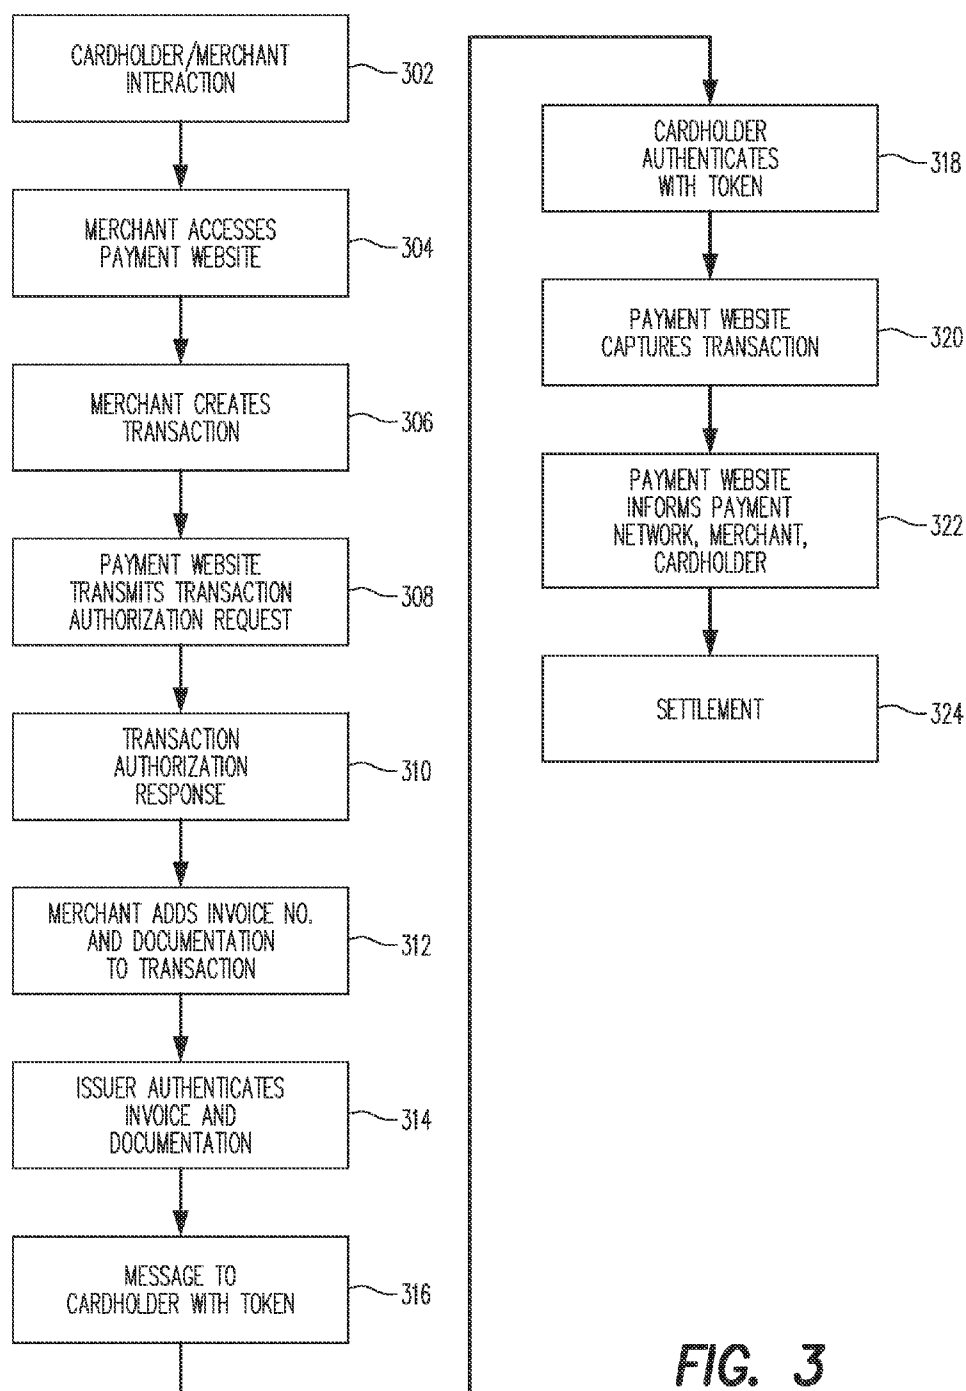 CARDHOLDER/MERCHANT
INTERACTION
302
MERCHANT ACCESSES
PAYMENT WEBSITE
304
MERCHANT CREATES
TRANSACTION
306
PAYMENT WEBSITE
TRANSMITS TRANSACTION
AUTHORIZATION REQUEST
308
TRANSACTION
AUTHORIZATION
RESPONSE
310
MERCHANT ADDS INVOICE NO.
AND DOCUMENTATION
TO TRANSACTION
312
ISSUER AUTHENTICATES
INVOICE AND
DOCUMENTATION
314
MESSAGE TO
CARDHOLDER WITH TOKEN
316
CARDHOLDER
AUTHENTICATES
WITH TOKEN
318
PAYMENT WEBSITE
CAPTURES TRANSACTION
320
PAYMENT WEBSITE
INFORMS PAYMENT
NETWORK, MERCHANT,
CARDHOLDER
322
SETTLEMENT
324
FIG. 3